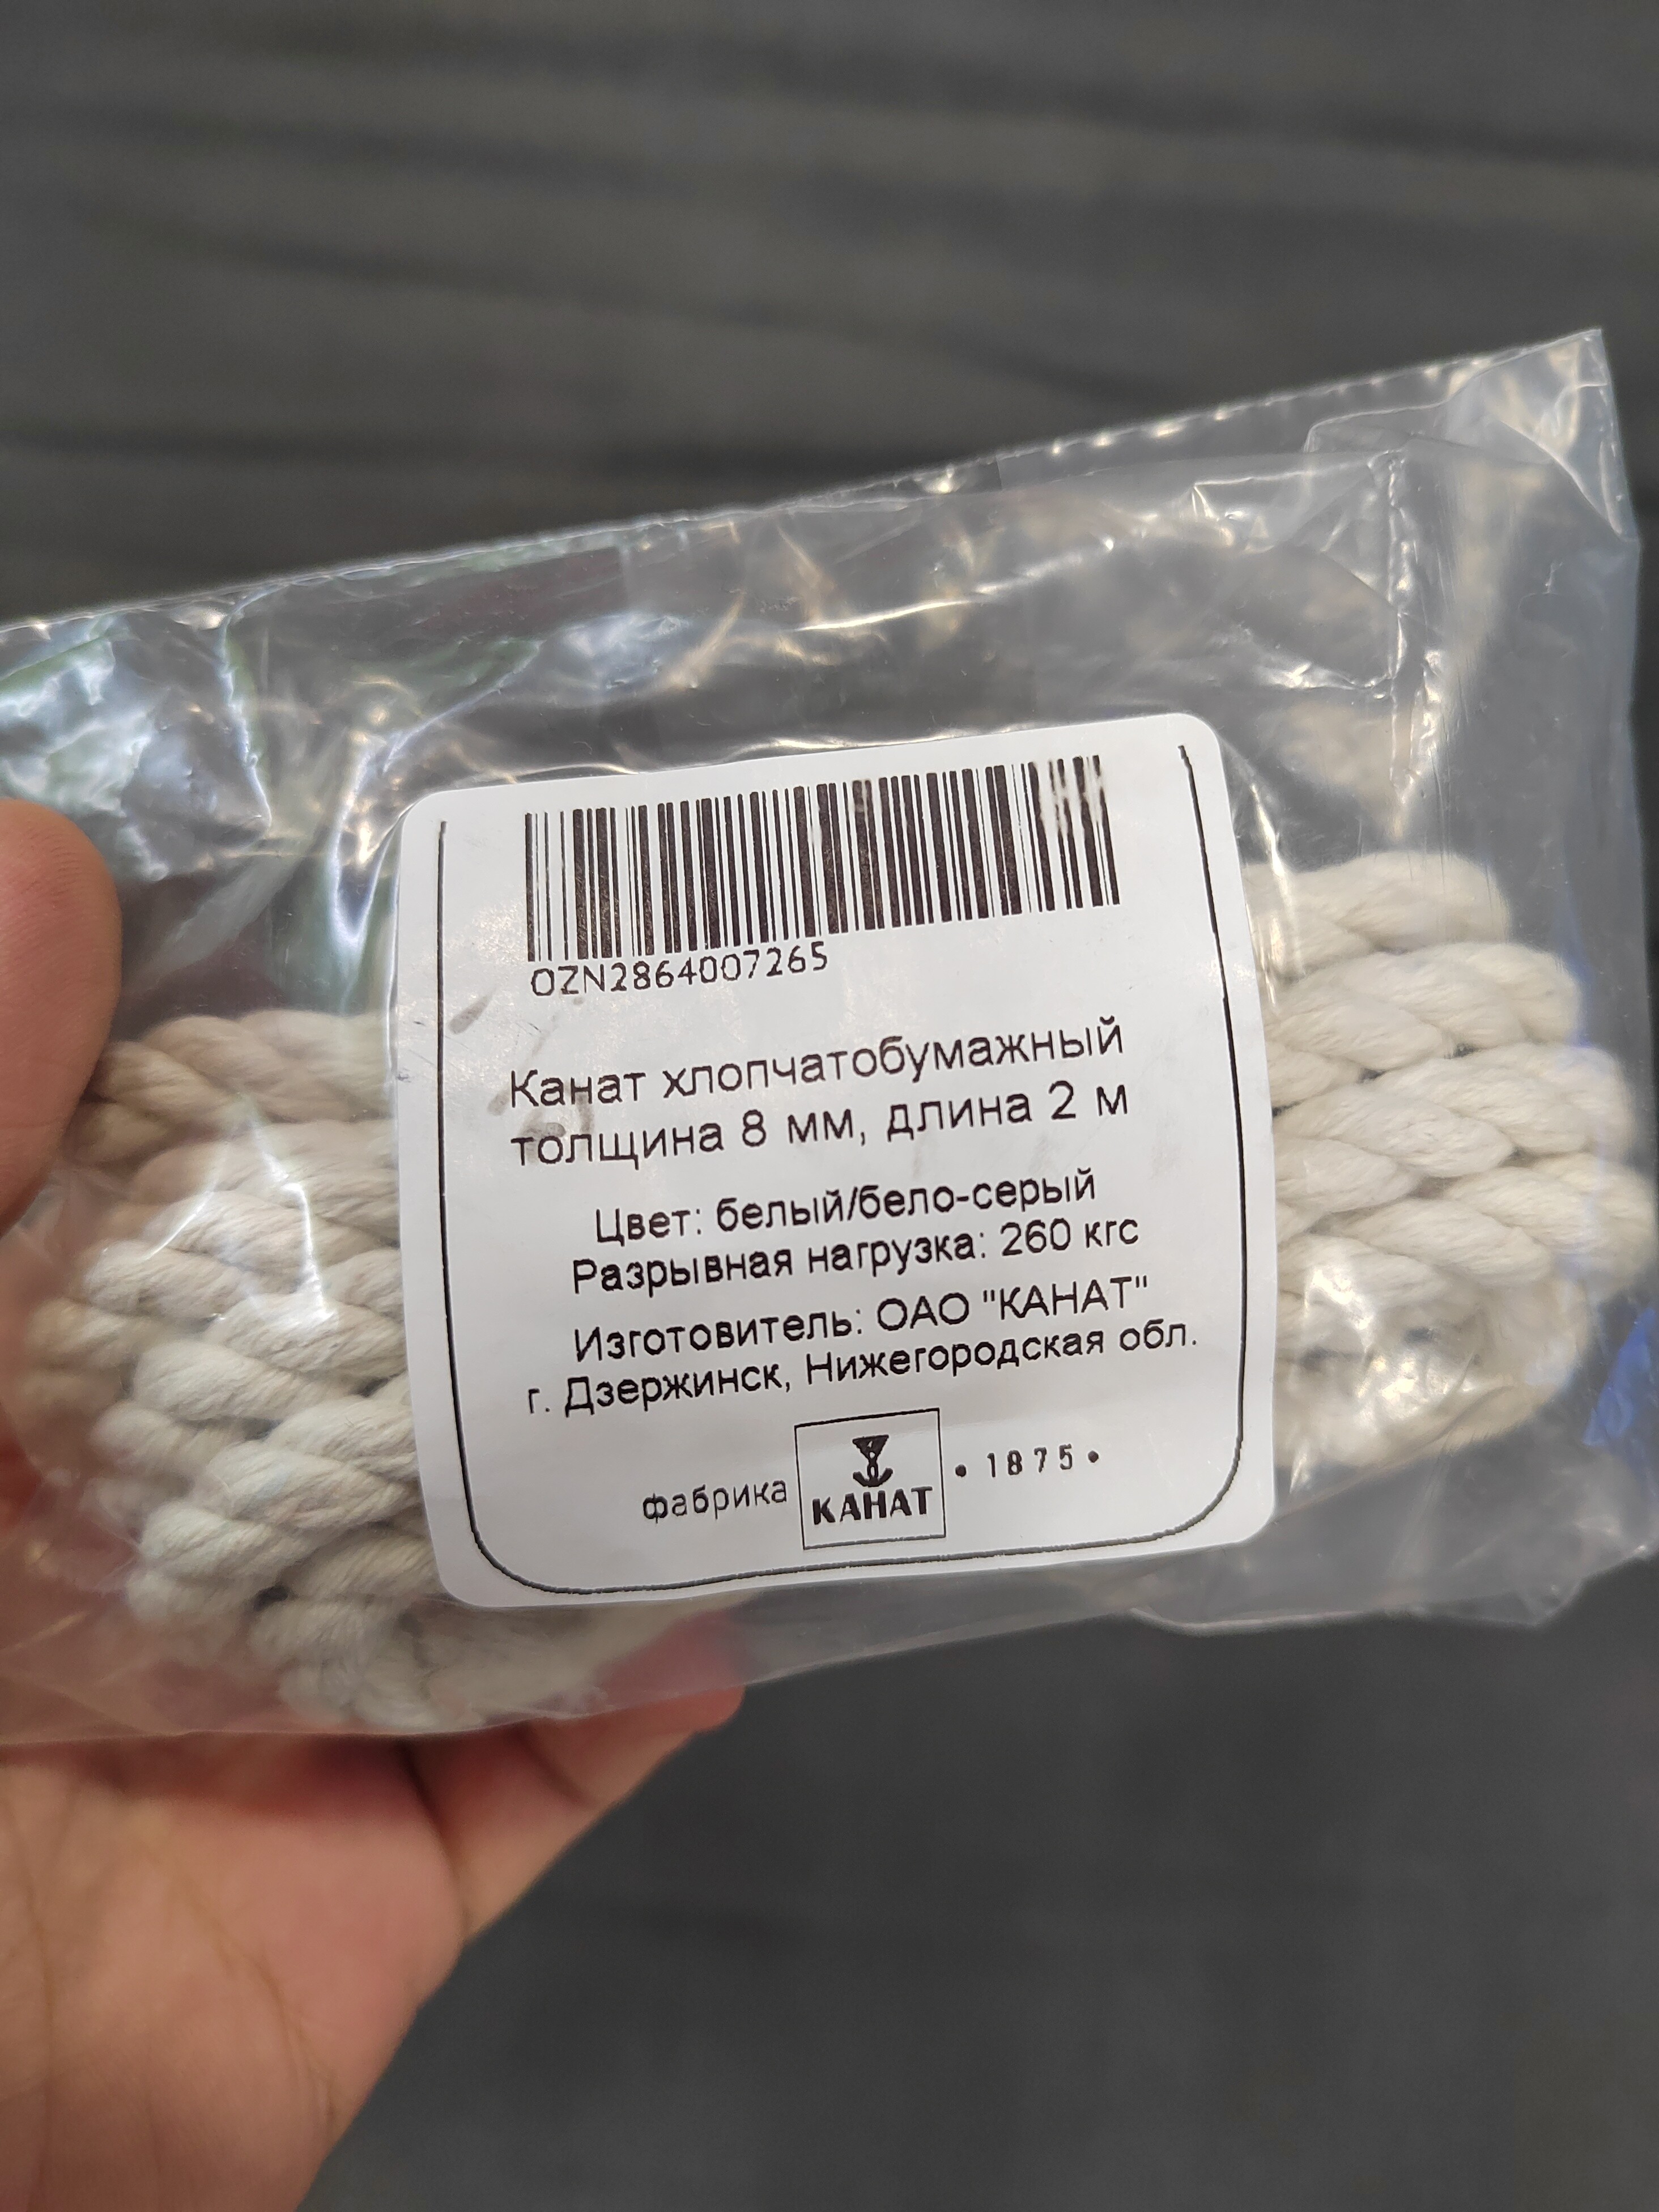 OZN2864007265
Канат хлопчатобумажный
толщина 8 мм, длина 2 м
Цвет: белый/бело-серый
Разрывная нагрузка: 260 кгс
Изготовитель: ОАО "КАНАТ"
г. Дзержинск, Нижегородская обл.
фабрика КАНАТ • 1875 •